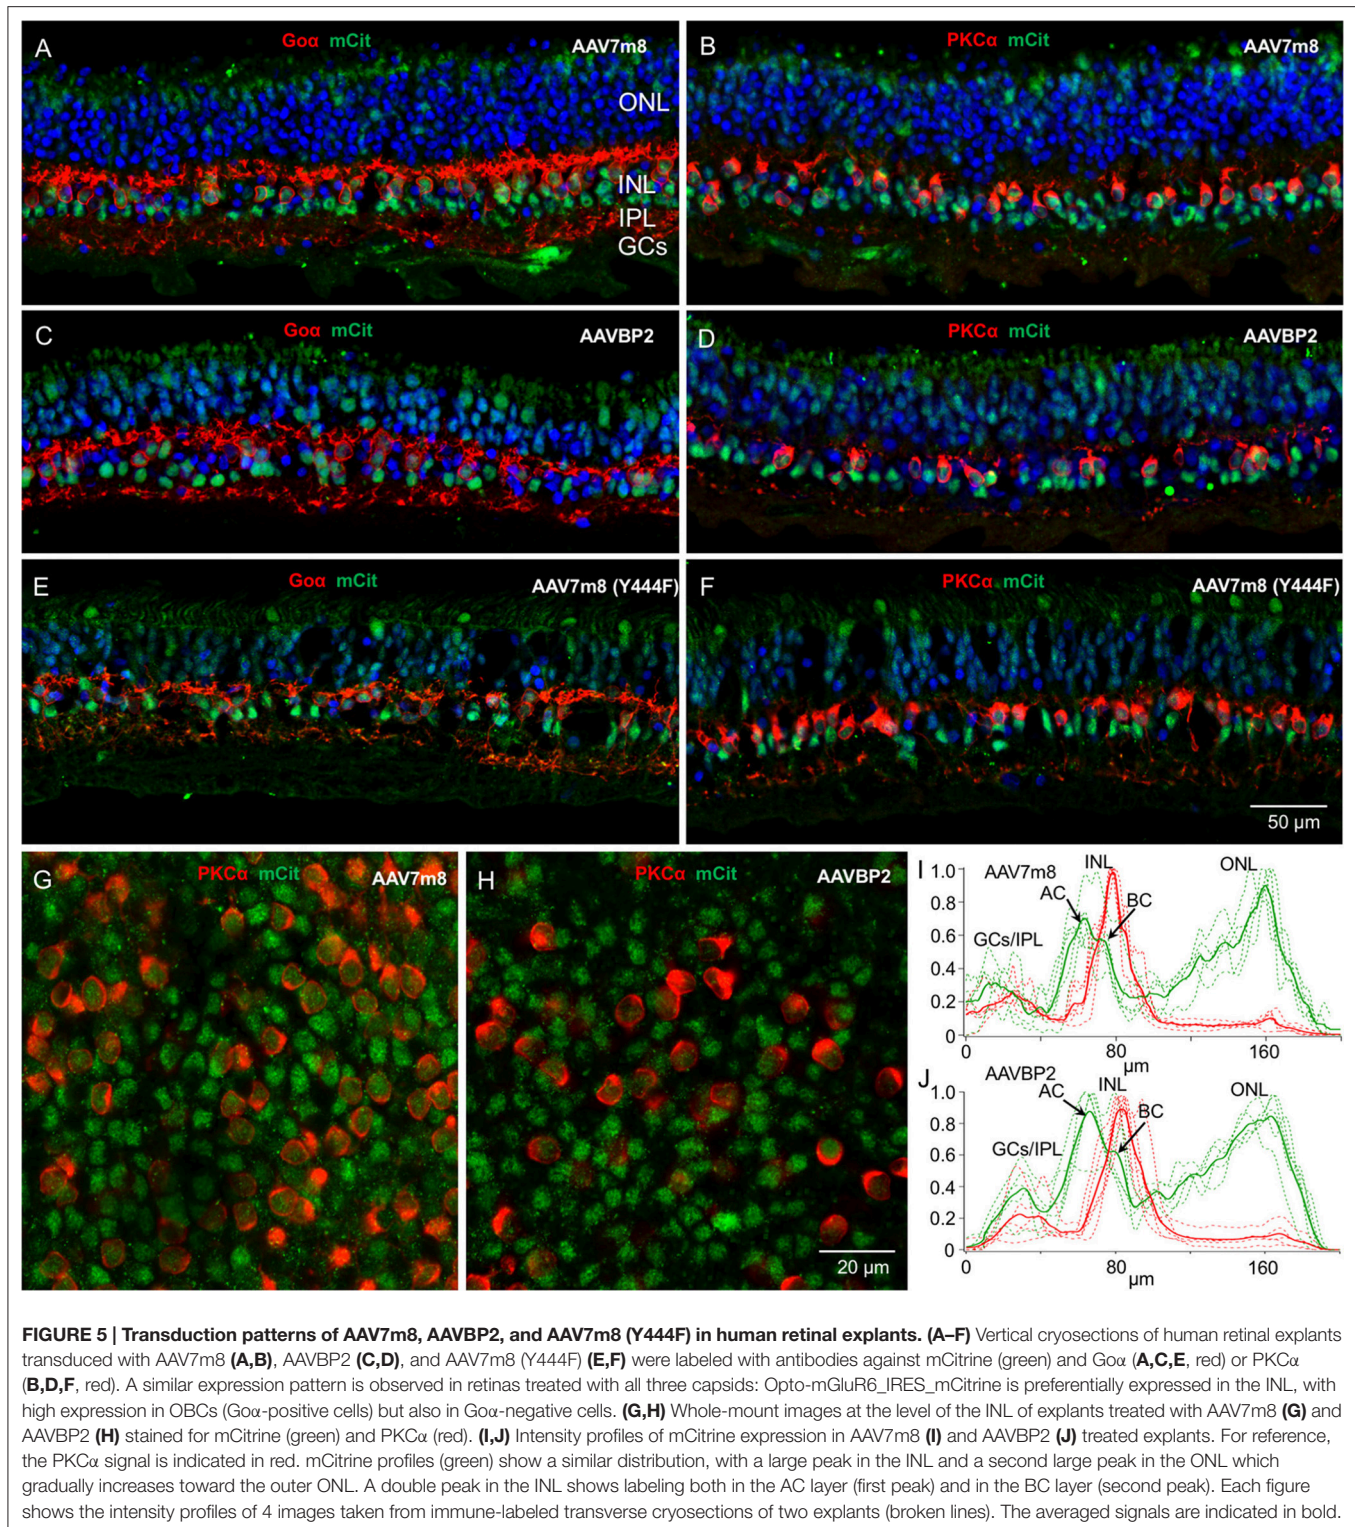 A
Goα mCit
AAV7m8
ONL
INL
IPL
GCs
B
PKCα mCit
AAV7m8
C
Goα mCit
AAVBP2
D
PKCα mCit
AAVBP2
E
Goα mCit
AAV7m8 (Y444F)
F
PKCα mCit
AAV7m8 (Y444F)
50 µm
G
PKCα mCit
AAV7m8
H
PKCα mCit
AAVBP2
20 µm
I
1.0
0.8
0.6
0.4
0.2
0
AAV7m8
INL
ONL
AC
BC
GCs/IPL
0
80
160
µm
J
1
0.8
0.6
0.4
0.2
0
AAVBP2
INL
ONL
AC
BC
GCs/IPL
0
80
160
µm
FIGURE 5 | Transduction patterns of AAV7m8, AAVBP2, and AAV7m8 (Y444F) in human retinal explants. (A–F) Vertical cryosections of human retinal explants
transduced with AAV7m8 (A,B), AAVBP2 (C,D), and AAV7m8 (Y444F) (E,F) were labeled with antibodies against mCitrine (green) and Goα (A,C,E, red) or PKCα
(B,D,F, red). A similar expression pattern is observed in retinas treated with all three capsids: Opto-mGluR6_IRES_mCitrine is preferentially expressed in the INL, with
high expression in OBCs (Goα-positive cells) but also in Goα-negative cells. (G,H) Whole-mount images at the level of the INL of explants treated with AAV7m8 (G) and
AAVBP2 (H) stained for mCitrine (green) and PKCα (red). (I,J) Intensity profiles of mCitrine expression in AAV7m8 (I) and AAVBP2 (J) treated explants. For reference,
the PKCα signal is indicated in red. mCitrine profiles (green) show a similar distribution, with a large peak in the INL and a second large peak in the ONL which
gradually increases toward the outer ONL. A double peak in the INL shows labeling both in the AC layer (first peak) and in the BC layer (second peak). Each figure
shows the intensity profiles of 4 images taken from immune-labeled transverse cryosections of two explants (broken lines). The averaged signals are indicated in bold.